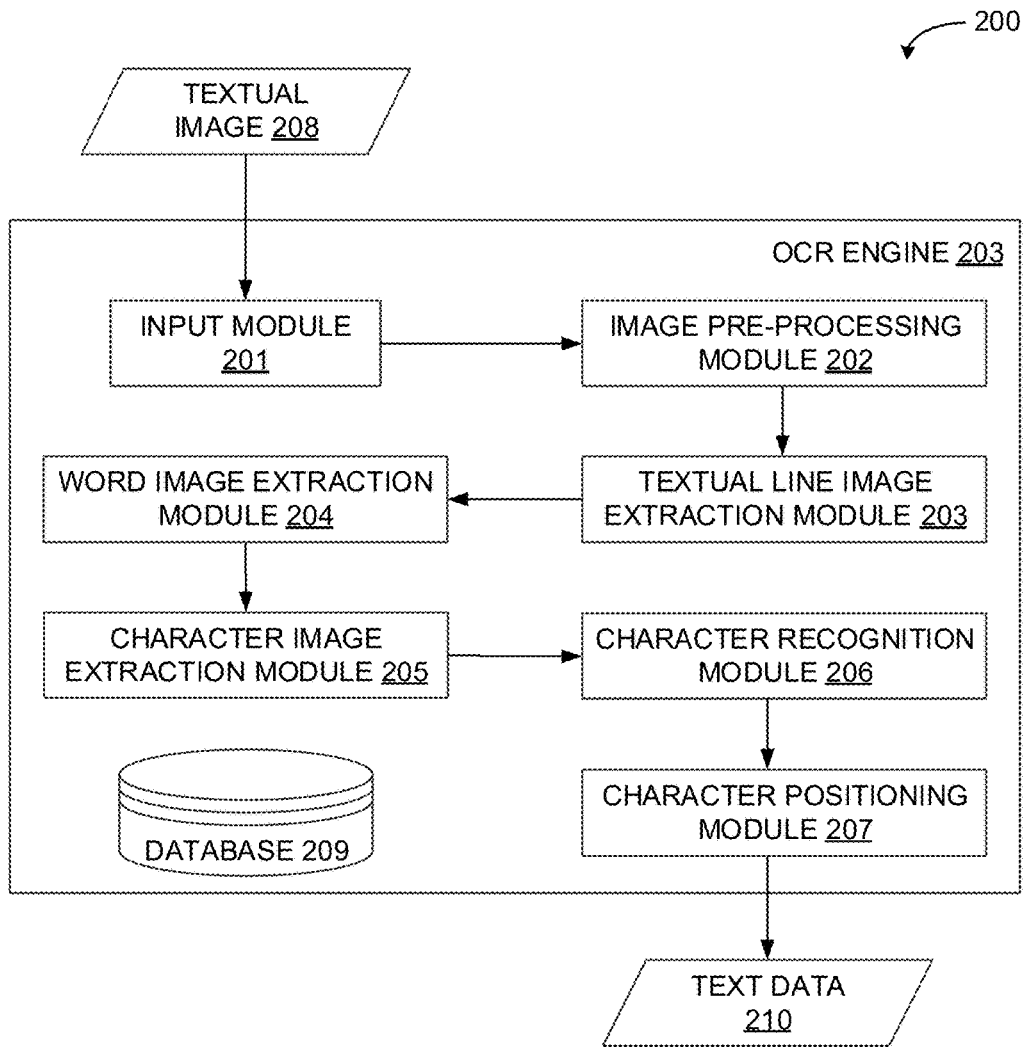 200
TEXTUAL
IMAGE 208
OCR ENGINE 203
INPUT MODULE
201
IMAGE PRE-PROCESSING
MODULE 202
TEXTUAL LINE IMAGE
EXTRACTION MODULE 203
WORD IMAGE EXTRACTION
MODULE 204
CHARACTER IMAGE
EXTRACTION MODULE 205
CHARACTER RECOGNITION
MODULE 206
CHARACTER POSITIONING
MODULE 207
DATABASE 209
TEXT DATA
210